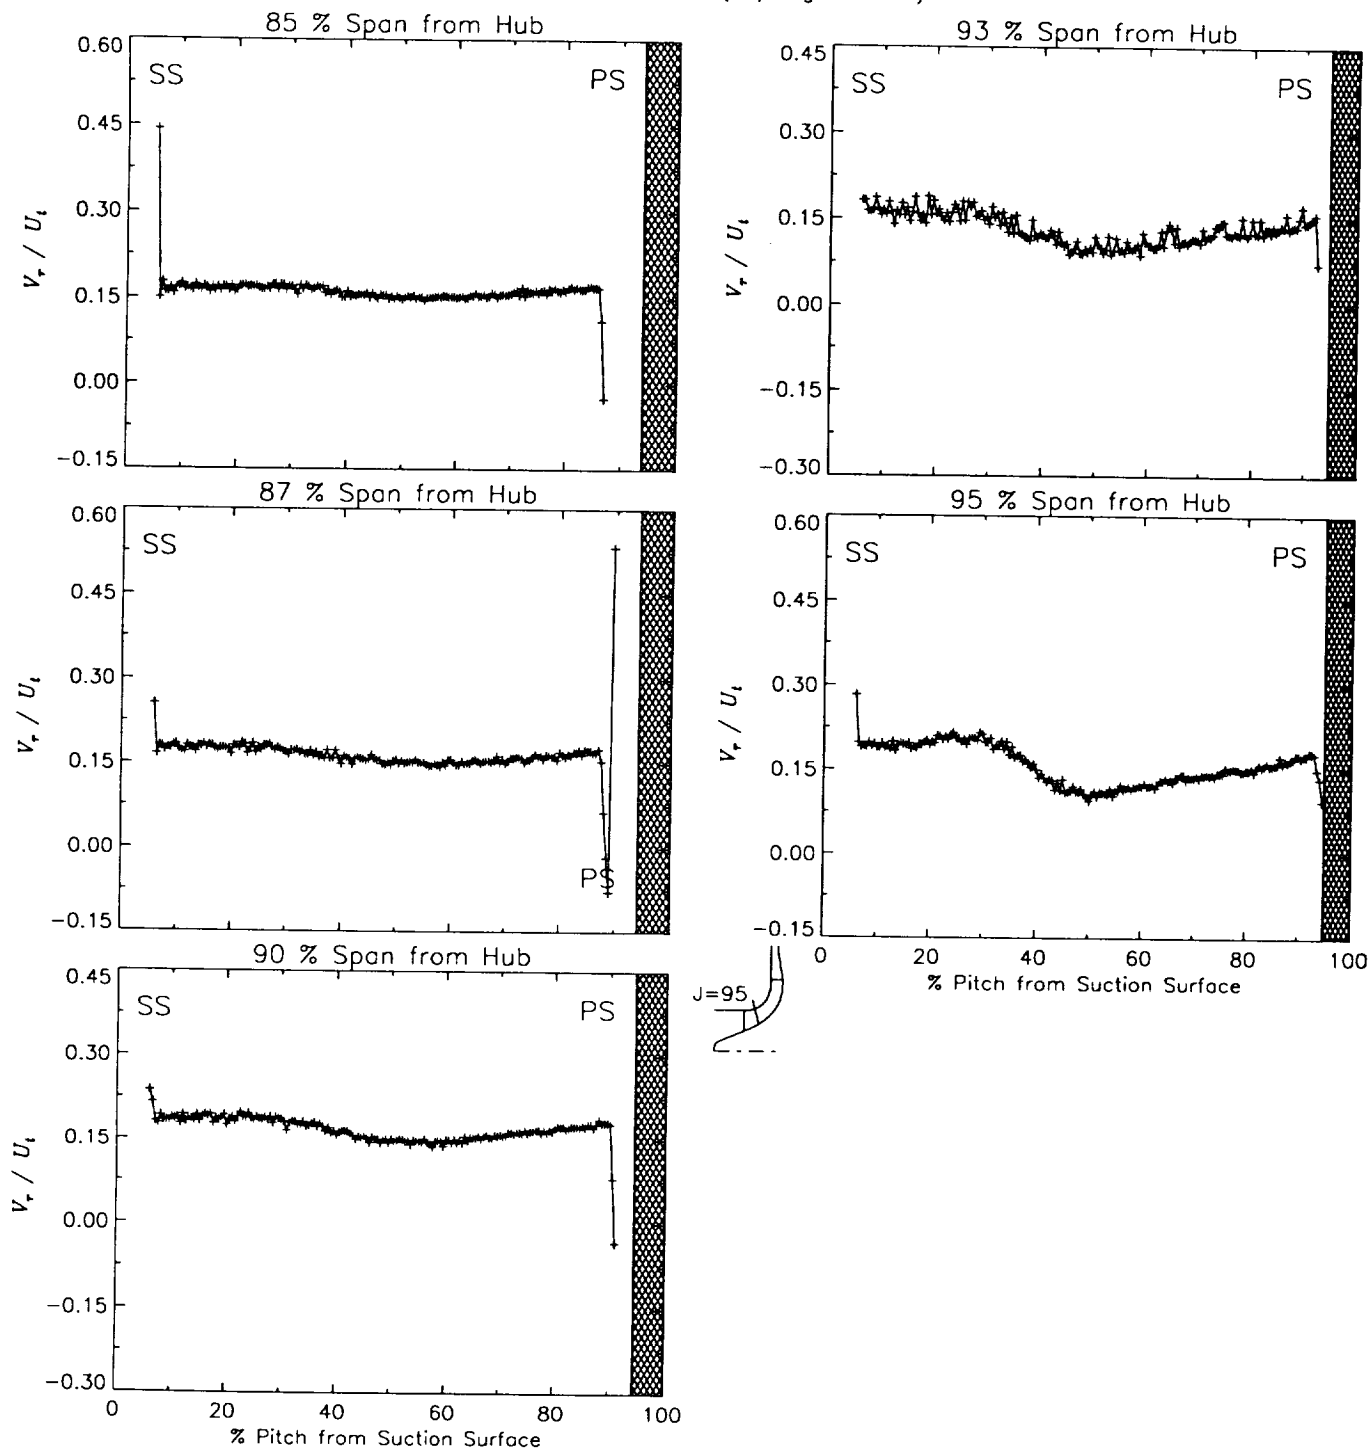 85 % Span from Hub
0.60
0.45
0.30
0.15
0.00
−0.15
V_r / U_t
SS
PS
87 % Span from Hub
0.60
0.45
0.30
0.15
0.00
−0.15
V_r / U_t
SS
PS
90 % Span from Hub
0.45
0.30
0.15
0.00
−0.15
−0.30
V_r / U_t
SS
PS
0 20 40 60 80 100
% Pitch from Suction Surface
93 % Span from Hub
0.45
0.30
0.15
0.00
−0.15
−0.30
V_r / U_t
SS
PS
95 % Span from Hub
0.60
0.45
0.30
0.15
0.00
−0.15
V_r / U_t
SS
PS
0 20 40 60 80 100
% Pitch from Suction Surface
J=95